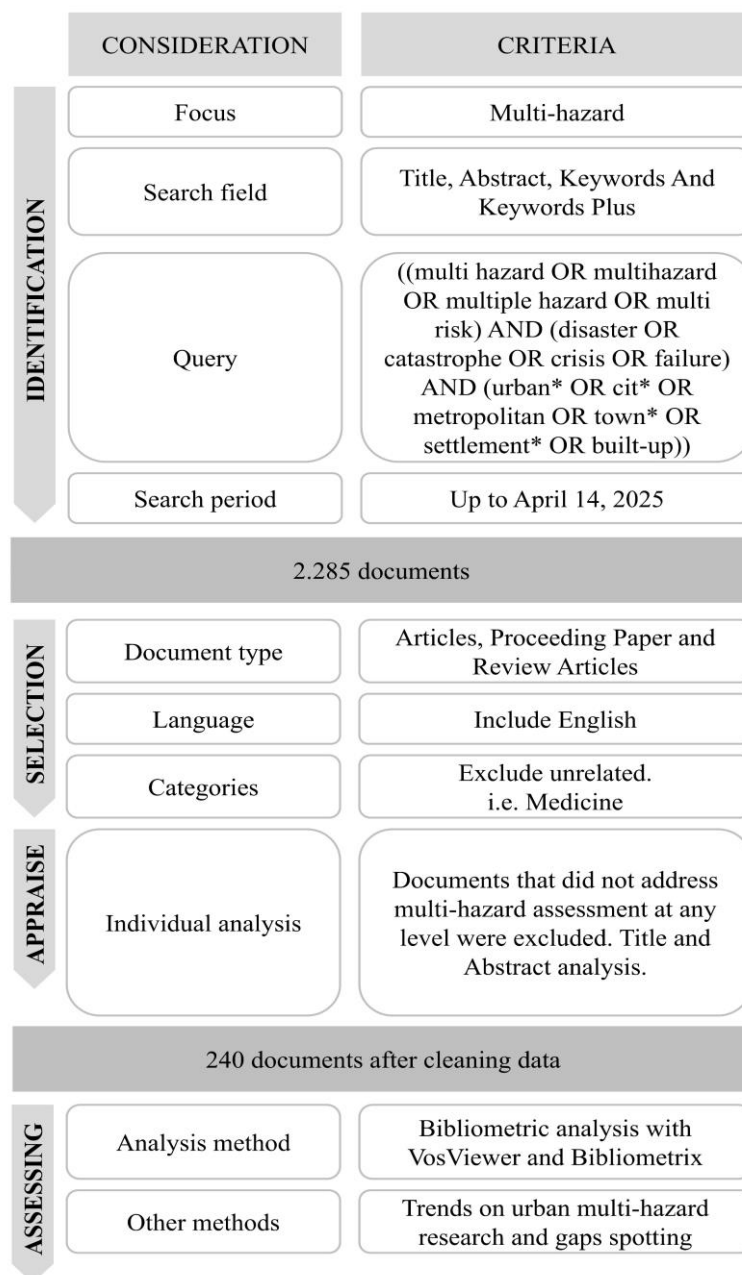 CONSIDERATION
CRITERIA
IDENTIFICATION
Focus
Multi-hazard
Search field
Title, Abstract, Keywords And
Keywords Plus
Query
((multi hazard OR multihazard
OR multiple hazard OR multi
risk) AND (disaster OR
catastrophe OR crisis OR failure)
AND (urban* OR cit* OR
metropolitan OR town* OR
settlement* OR built-up))
Search period
Up to April 14, 2025
2.285 documents
SELECTION
Document type
Articles, Proceeding Paper and
Review Articles
Language
Include English
Categories
Exclude unrelated.
i.e. Medicine
APPRAISE
Individual analysis
Documents that did not address
multi-hazard assessment at any
level were excluded. Title and
Abstract analysis.
240 documents after cleaning data
ASSESSING
Analysis method
Bibliometric analysis with
VosViewer and Bibliometrix
Other methods
Trends on urban multi-hazard
research and gaps spotting